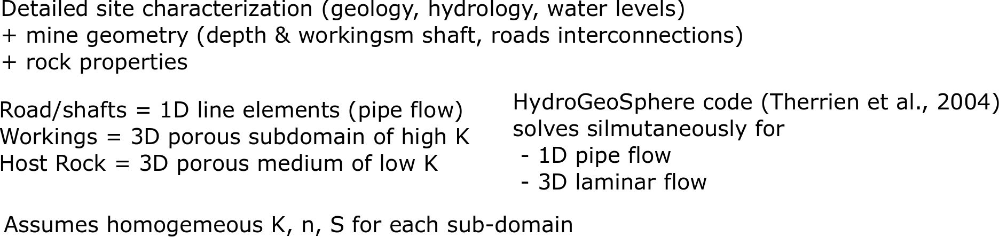 Detailed site characterization (geology, hydrology, water levels)
+ mine geometry (depth & workingsm shaft, roads interconnections)
+ rock properties
Road/shafts = 1D line elements (pipe flow)
Workings = 3D porous subdomain of high K
Host Rock = 3D porous medium of low K
HydroGeoSphere code (Therrien et al., 2004)
solves silmutaneously for
- 1D pipe flow
- 3D laminar flow
Assumes homogemeous K, n, S for each sub-domain